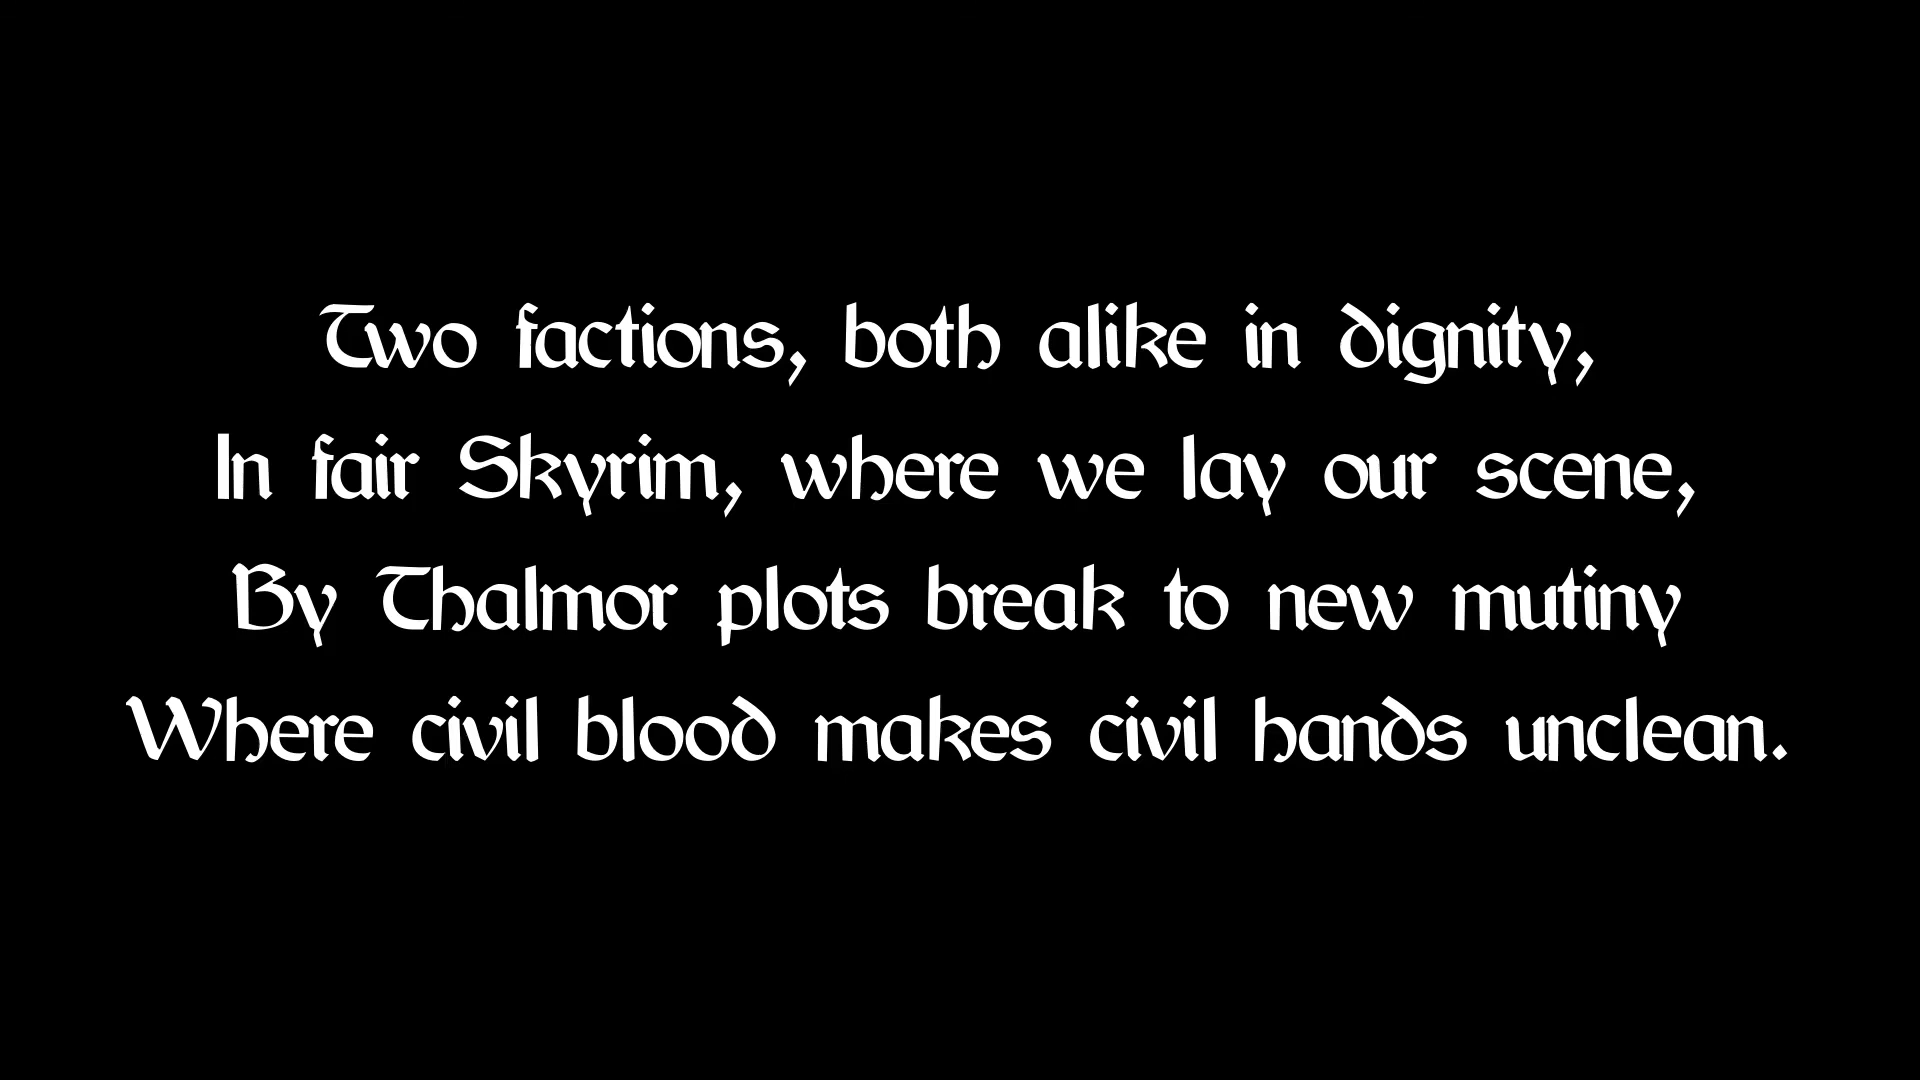 Two factions, both alike in dignity,
In fair Skyrim, where we lay our scene,
By Thalmor plots break to new mutiny
Where civil blood makes civil hands unclean.